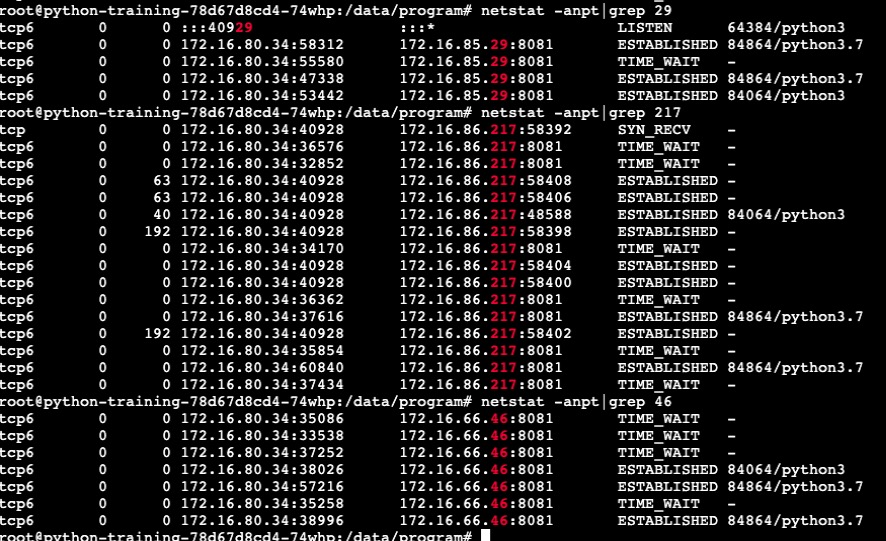 root@python-training-78d67d8cd4-74whp:/data/program# netstat -anpt|grep 29
tcp6 0 0 :::40929 :::* LISTEN 64384/python3
tcp6 0 0 172.16.80.34:58312 172.16.85.29:8081 ESTABLISHED 84864/python3.7
tcp6 0 0 172.16.80.34:55580 172.16.85.29:8081 TIME_WAIT -
tcp6 0 0 172.16.80.34:47338 172.16.85.29:8081 ESTABLISHED 84864/python3.7
tcp6 0 0 172.16.80.34:53442 172.16.85.29:8081 ESTABLISHED 84064/python3
root@python-training-78d67d8cd4-74whp:/data/program# netstat -anpt|grep 217
tcp 0 0 172.16.80.34:40928 172.16.86.217:58392 SYN_RECV -
tcp6 0 0 172.16.80.34:36576 172.16.86.217:8081 TIME_WAIT -
tcp6 0 0 172.16.80.34:32852 172.16.86.217:8081 TIME_WAIT -
tcp6 0 63 172.16.80.34:40928 172.16.86.217:58408 ESTABLISHED -
tcp6 0 63 172.16.80.34:40928 172.16.86.217:58406 ESTABLISHED -
tcp6 0 40 172.16.80.34:40928 172.16.86.217:48588 ESTABLISHED 84064/python3
tcp6 0 192 172.16.80.34:40928 172.16.86.217:58398 ESTABLISHED -
tcp6 0 0 172.16.80.34:34170 172.16.86.217:8081 TIME_WAIT -
tcp6 0 0 172.16.80.34:40928 172.16.86.217:58404 ESTABLISHED -
tcp6 0 0 172.16.80.34:40928 172.16.86.217:58400 ESTABLISHED -
tcp6 0 0 172.16.80.34:36362 172.16.86.217:8081 TIME_WAIT -
tcp6 0 0 172.16.80.34:37616 172.16.86.217:8081 ESTABLISHED 84864/python3.7
tcp6 0 192 172.16.80.34:40928 172.16.86.217:58402 ESTABLISHED -
tcp6 0 0 172.16.80.34:35854 172.16.86.217:8081 TIME_WAIT -
tcp6 0 0 172.16.80.34:60840 172.16.86.217:8081 ESTABLISHED 84864/python3.7
tcp6 0 0 172.16.80.34:37434 172.16.86.217:8081 TIME_WAIT -
root@python-training-78d67d8cd4-74whp:/data/program# netstat -anpt|grep 46
tcp6 0 0 172.16.80.34:35086 172.16.66.46:8081 TIME_WAIT -
tcp6 0 0 172.16.80.34:33538 172.16.66.46:8081 TIME_WAIT -
tcp6 0 0 172.16.80.34:37252 172.16.66.46:8081 TIME_WAIT -
tcp6 0 0 172.16.80.34:38026 172.16.66.46:8081 ESTABLISHED 84064/python3
tcp6 0 0 172.16.80.34:57216 172.16.66.46:8081 ESTABLISHED 84864/python3.7
tcp6 0 0 172.16.80.34:35258 172.16.66.46:8081 TIME_WAIT -
tcp6 0 0 172.16.80.34:38996 172.16.66.46:8081 ESTABLISHED 84864/python3.7
root@python-training-78d67d8cd4-74whp:/data/program#